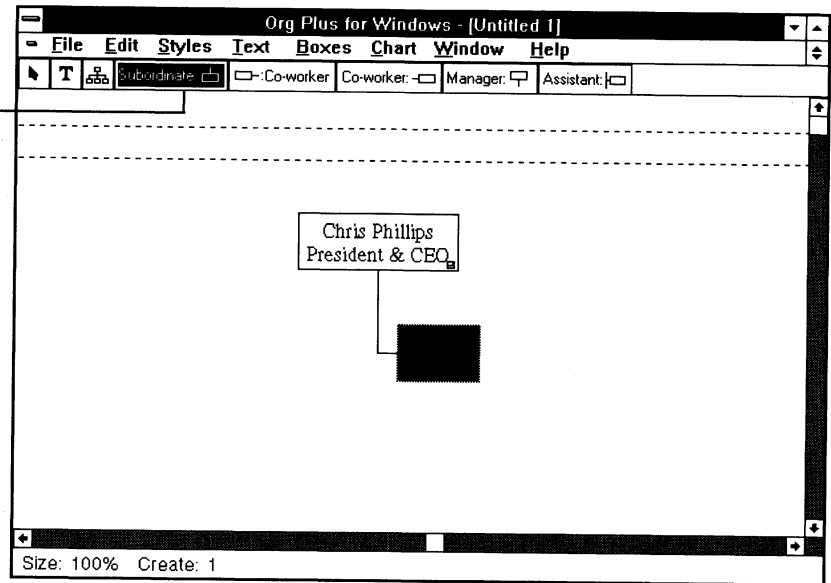 Org Plus for Windows - [Untitled 1]
File Edit Styles Text Boxes Chart Window Help
T Subordinate: :Co-worker Co-worker: Manager: Assistant:
Chris Phillips
President & CEO
Size: 100% Create: 1